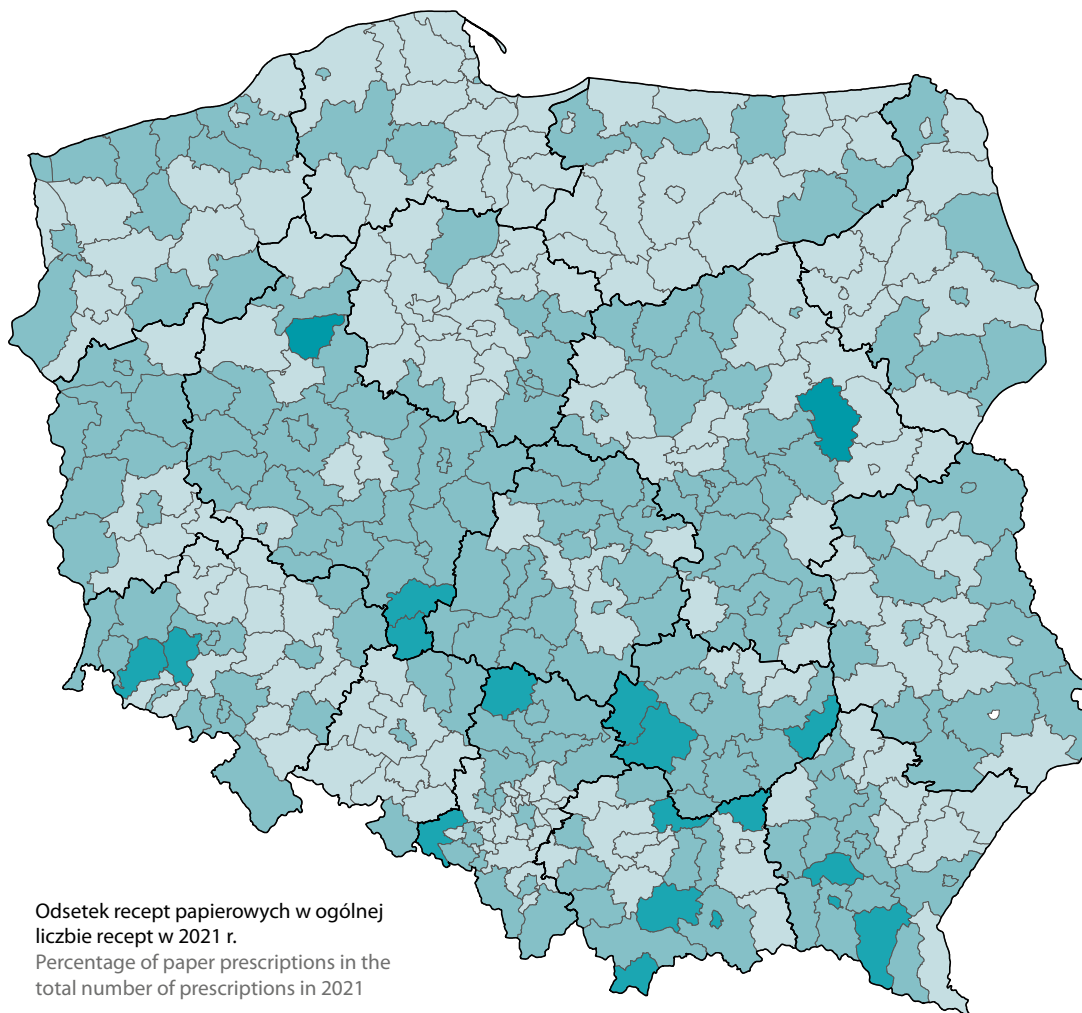 Odsetek recept papierowych w ogólnej
liczbie recept w 2021 r.
Percentage of paper prescriptions in the
total number of prescriptions in 2021